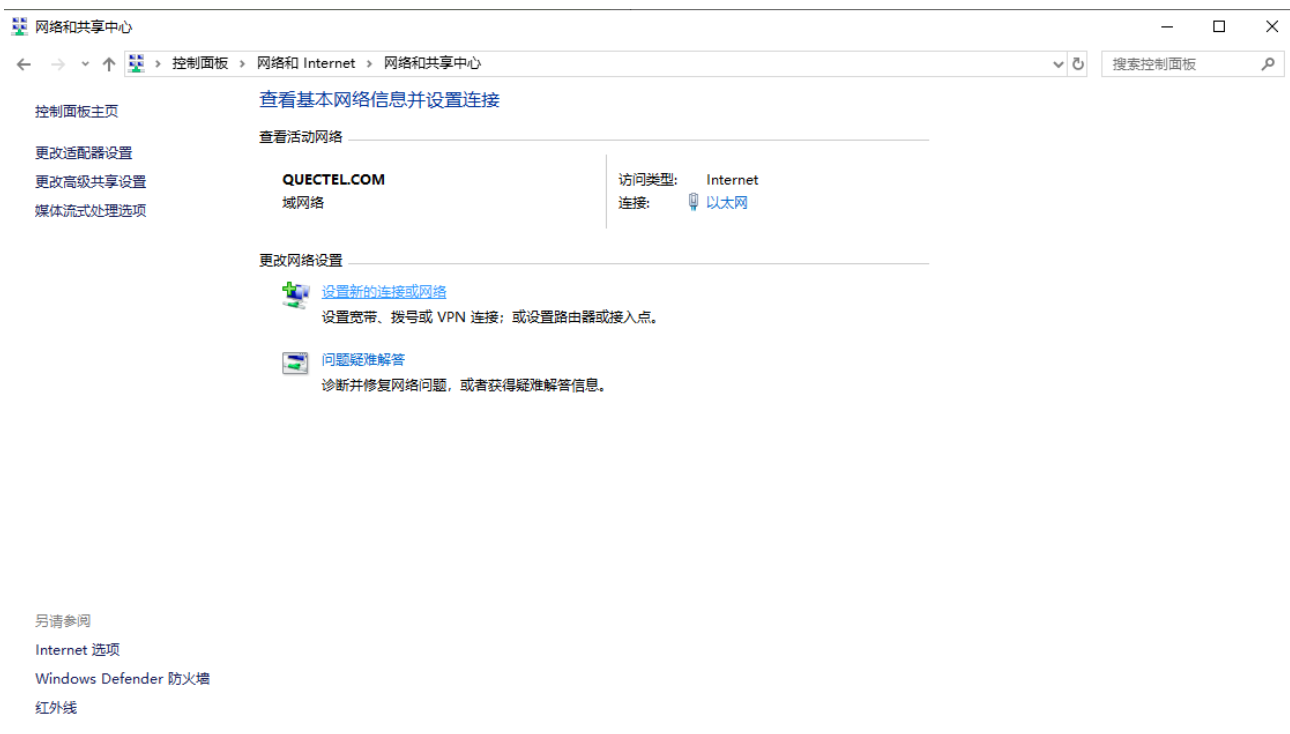 网络和共享中心
控制面板 › 网络和 Internet › 网络和共享中心
搜索控制面板
控制面板主页
更改适配器设置
更改高级共享设置
媒体流式处理选项
查看基本网络信息并设置连接
查看活动网络
QUECTEL.COM
域网络
访问类型: Internet
连接: 以太网
更改网络设置
设置新的连接或网络
设置宽带、拨号或 VPN 连接；或设置路由器或接入点。
问题疑难解答
诊断并修复网络问题，或者获得疑难解答信息。
另请参阅
Internet 选项
Windows Defender 防火墙
红外线